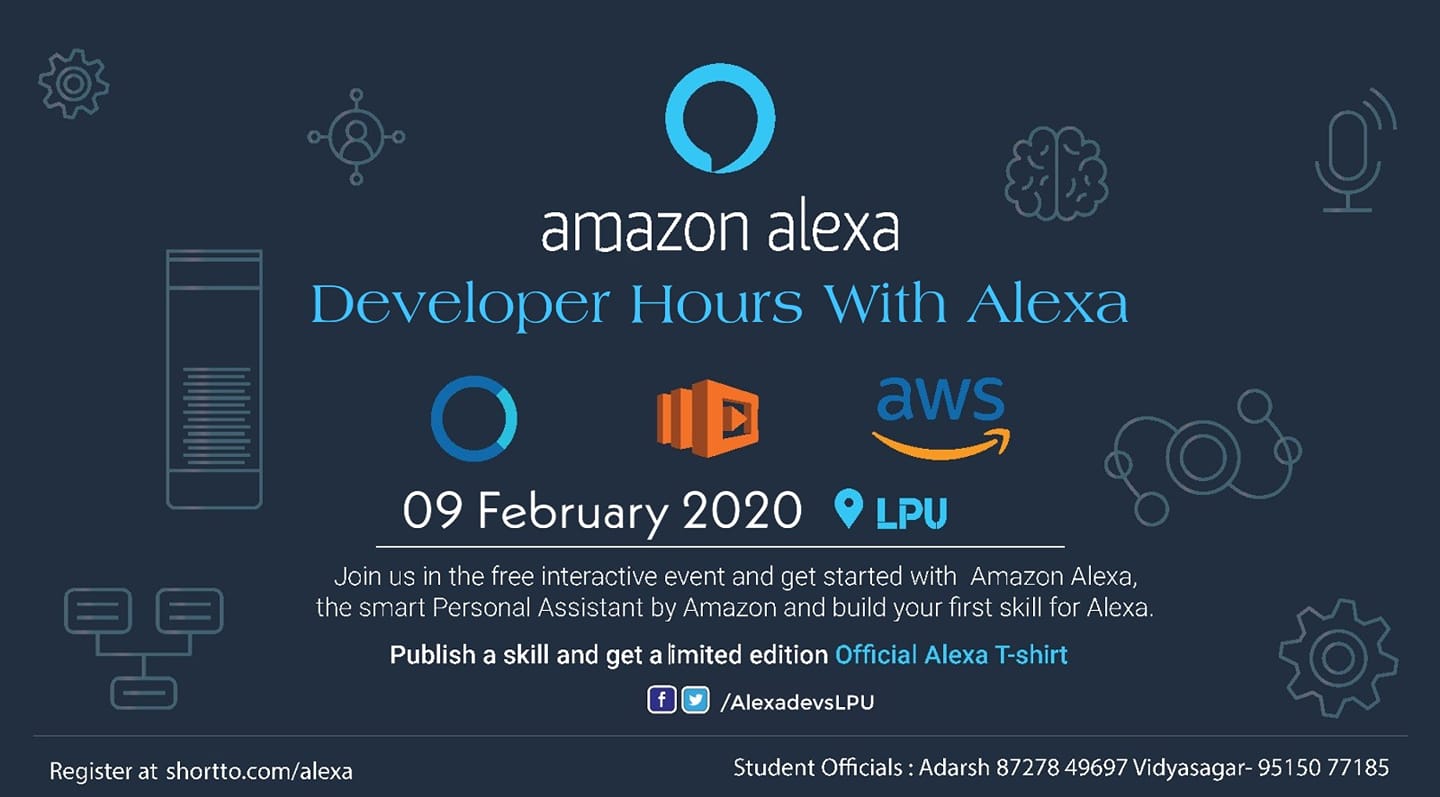 amazon alexa
Developer Hours With Alexa
aws
09 February 2020 LPU
Join us in the free interactive event and get started with Amazon Alexa,
the smart Personal Assistant by Amazon and build your first skill for Alexa.
Publish a skill and get a limited edition Official Alexa T-shirt
f /AlexadevsLPU
Register at shortto.com/alexa
Student Officials : Adarsh 87278 49697 Vidyasagar- 95150 77185